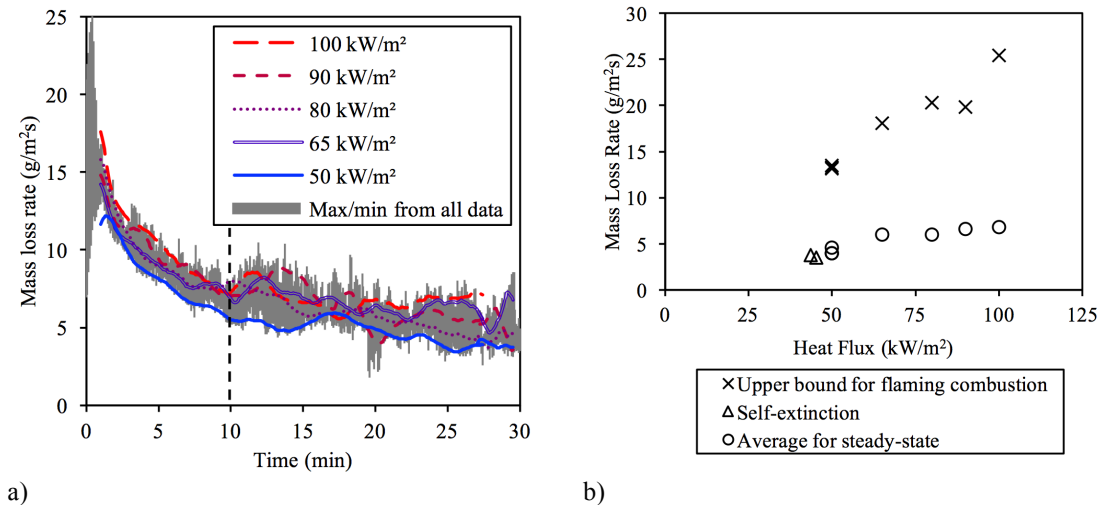 25
20
15
10
5
0
Mass loss rate (g/m²s)
100 kW/m²
90 kW/m²
80 kW/m²
65 kW/m²
50 kW/m²
Max/min from all data
0 5 10 15 20 25 30
Time (min)
a)
30
25
20
15
10
5
0
Mass Loss Rate (g/m²s)
0 25 50 75 100 125
Heat Flux (kW/m²)
Upper bound for flaming combustion
Self-extinction
Average for steady-state
b)